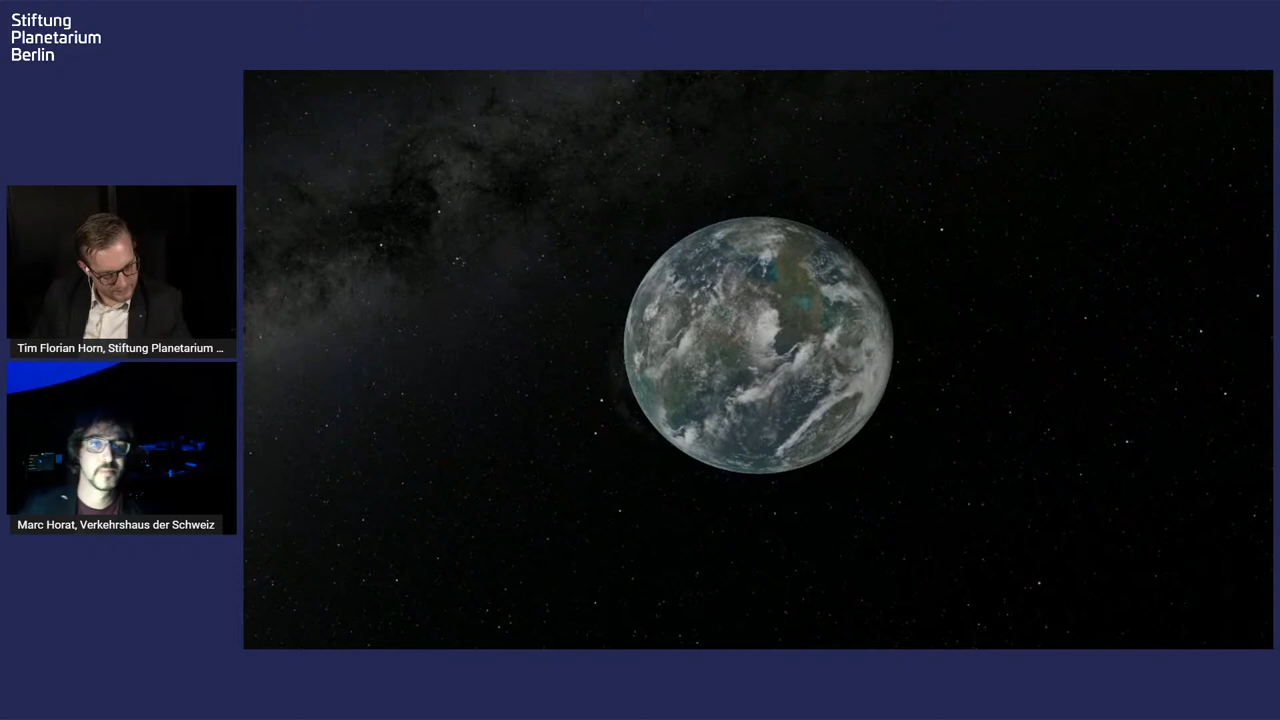 Stiftung
Planetarium
Berlin
Tim Florian Horn, Stiftung Planetarium ...
Marc Horat, Verkehrshaus der Schweiz